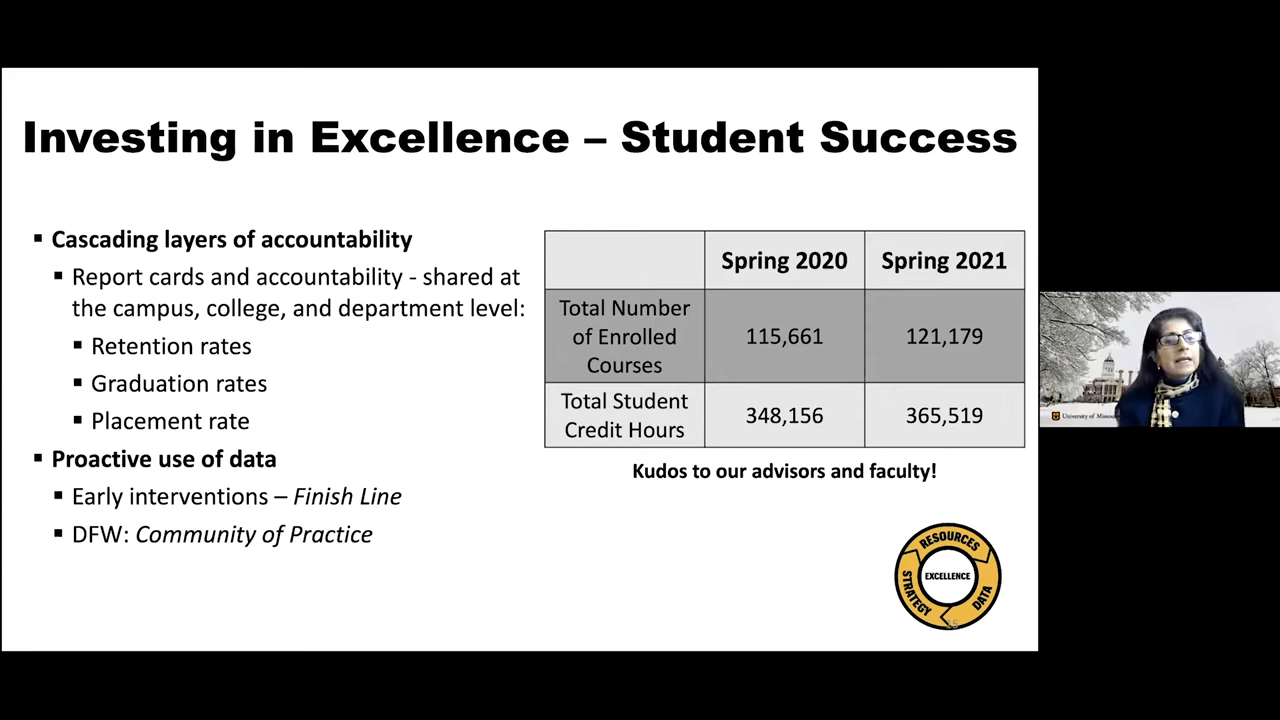 Investing in Excellence – Student Success
▪ Cascading layers of accountability
▪ Report cards and accountability - shared at
the campus, college, and department level:
▪ Retention rates
▪ Graduation rates
▪ Placement rate
▪ Proactive use of data
▪ Early interventions – Finish Line
▪ DFW: Community of Practice
Spring 2020 Spring 2021
Total Number
of Enrolled
Courses
115,661 121,179
Total Student
Credit Hours
348,156 365,519
Kudos to our advisors and faculty!
RESOURCES
EXCELLENCE
STRATEGY
DATA
15
University of